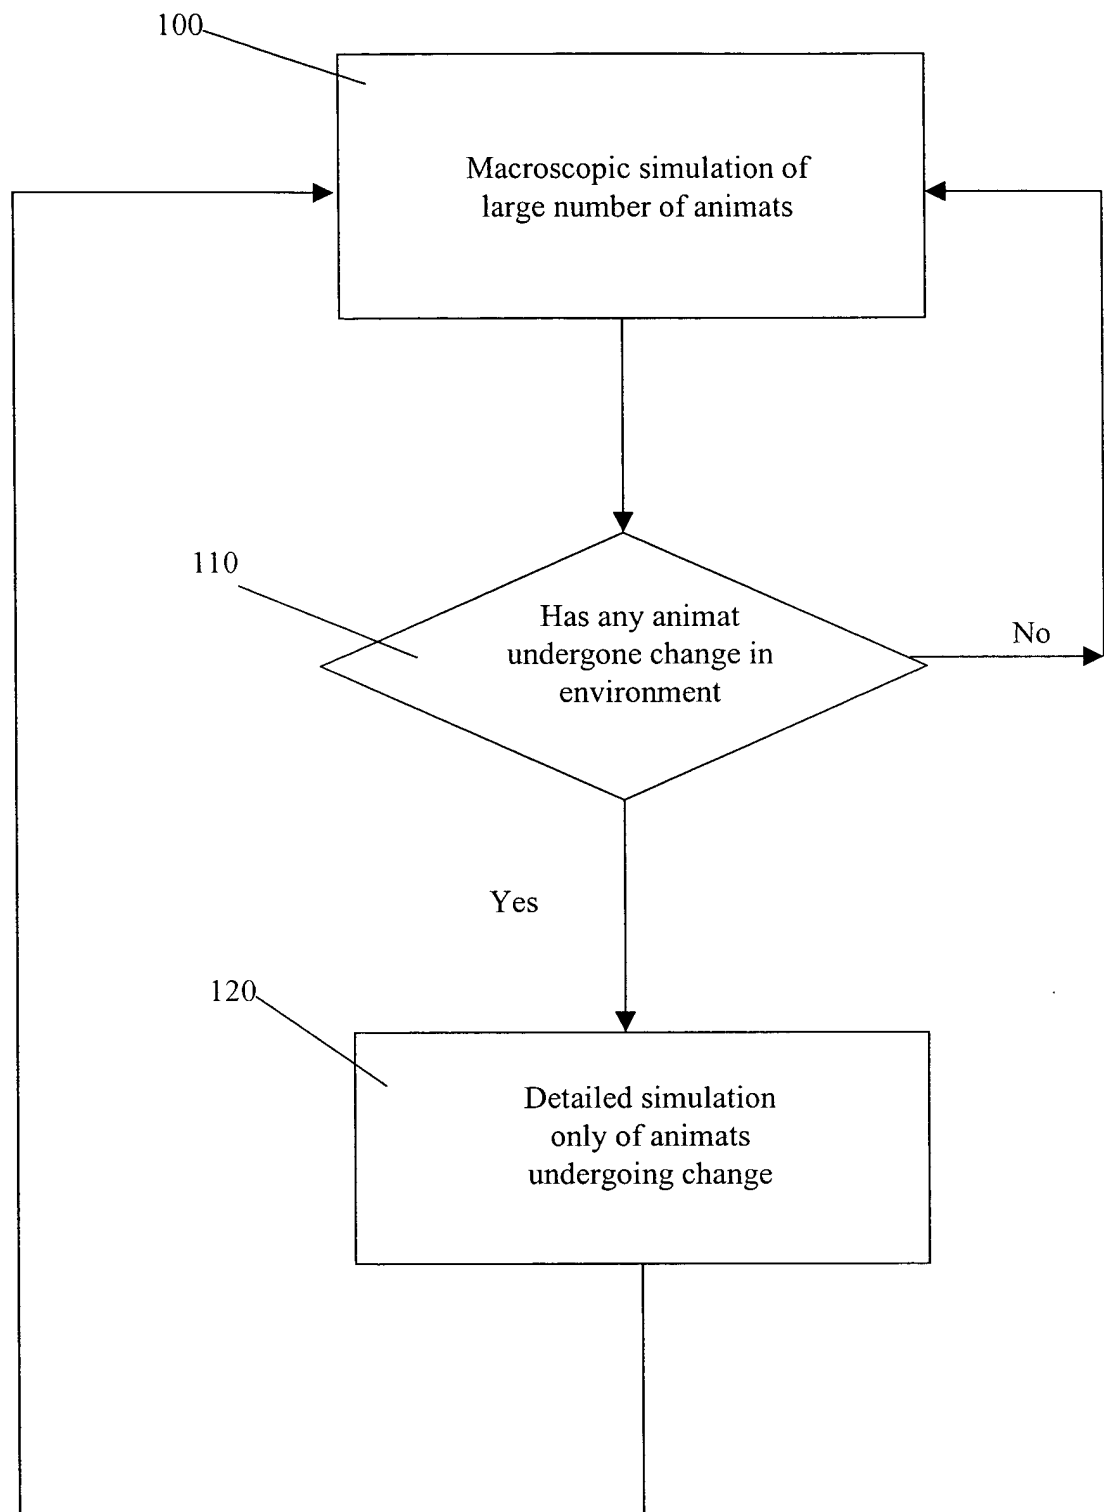 100
Macroscopic simulation of
large number of animats
110
Has any animat
undergone change in
environment
No
Yes
120
Detailed simulation
only of animats
undergoing change